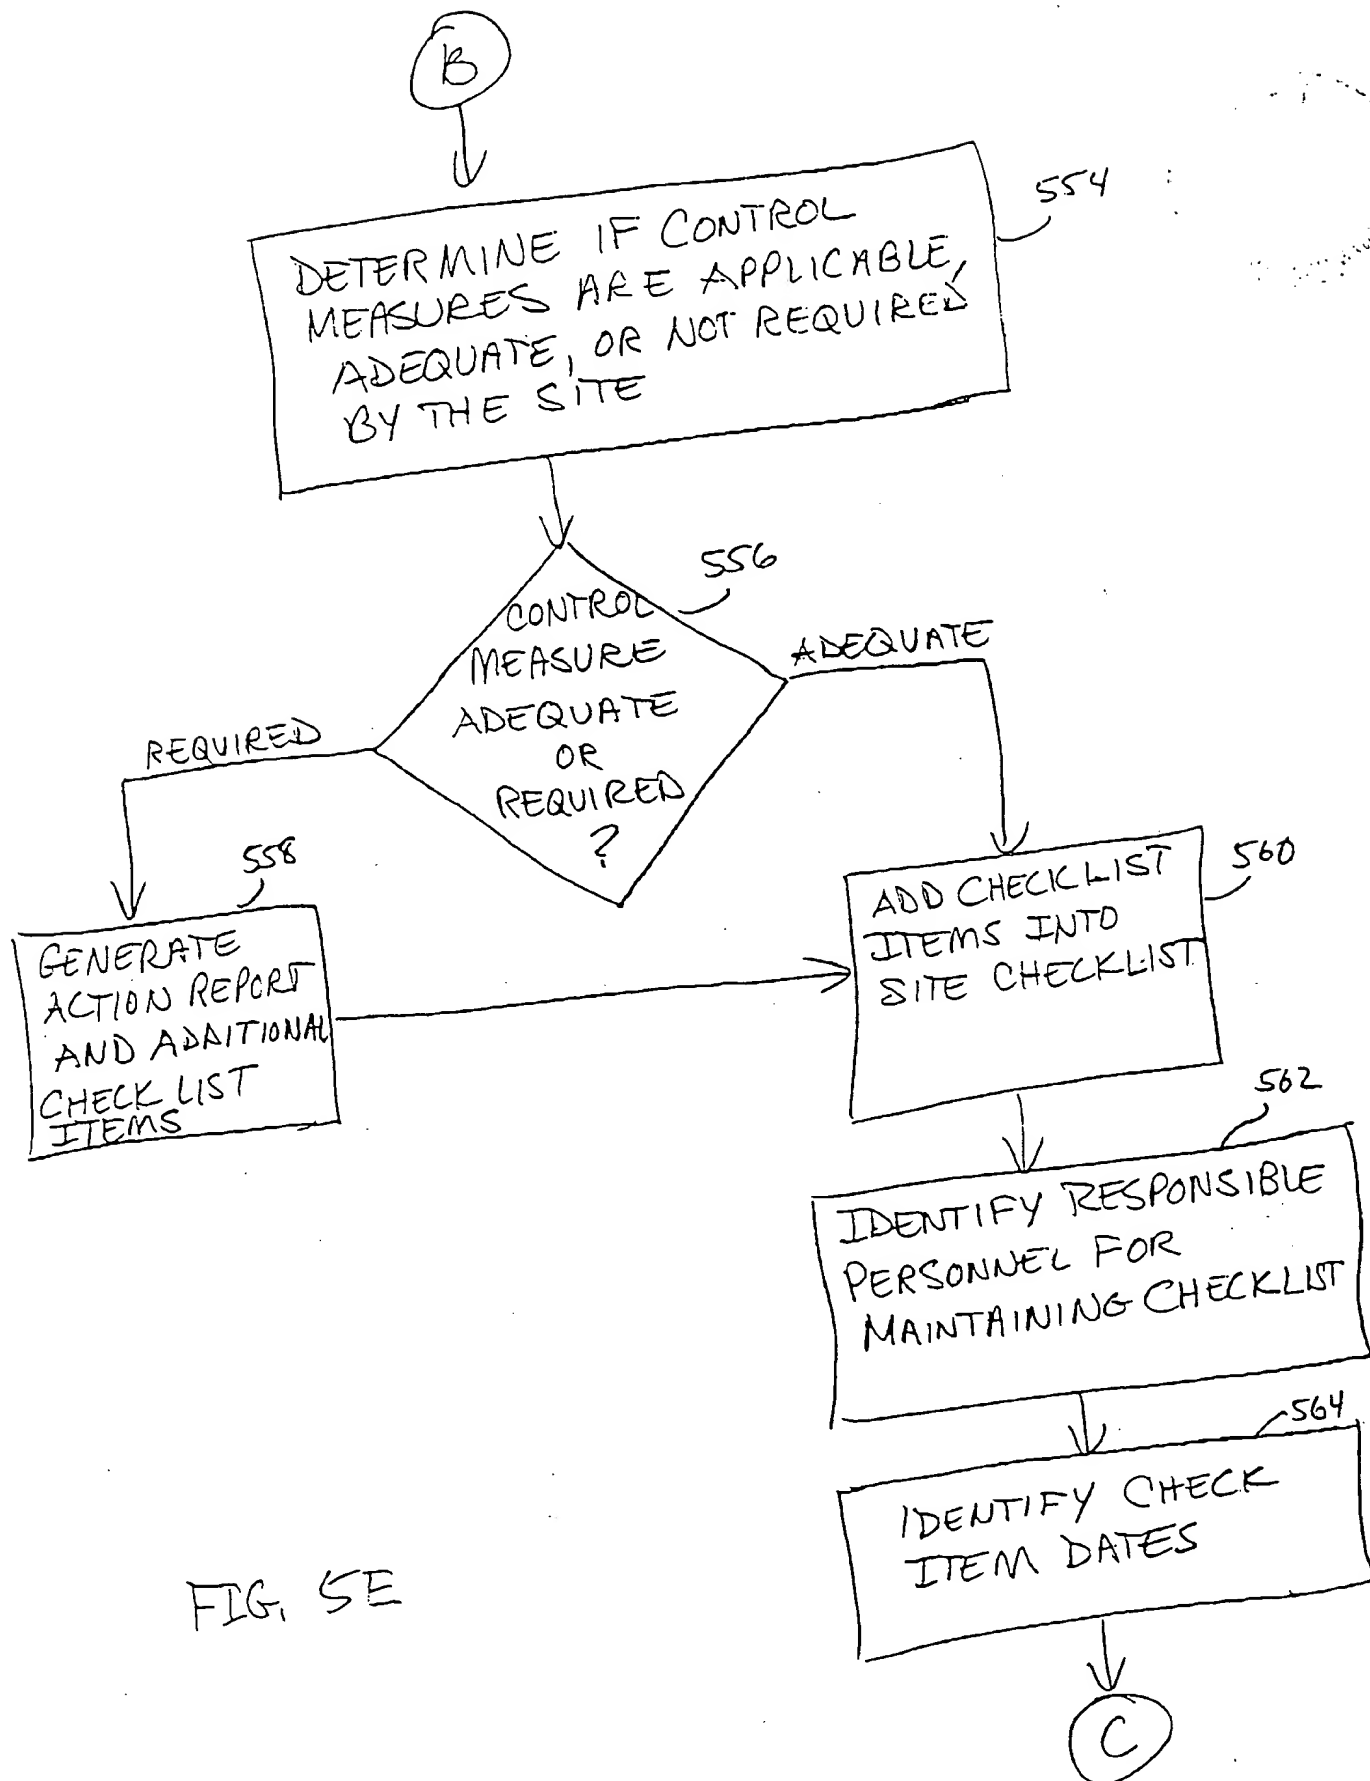 B
554
DETERMINE IF CONTROL
MEASURES ARE APPLICABLE,
ADEQUATE, OR NOT REQUIRED
BY THE SITE
556
CONTROL
MEASURE
ADEQUATE
OR
REQUIRED
?
ADEQUATE
REQUIRED
558
GENERATE
ACTION REPORT
AND ADDITIONAL
CHECK LIST
ITEMS
560
ADD CHECKLIST
ITEMS INTO
SITE CHECKLIST
562
IDENTIFY RESPONSIBLE
PERSONNEL FOR
MAINTAINING CHECKLIST
564
IDENTIFY CHECK
ITEM DATES
FIG. 5E
C